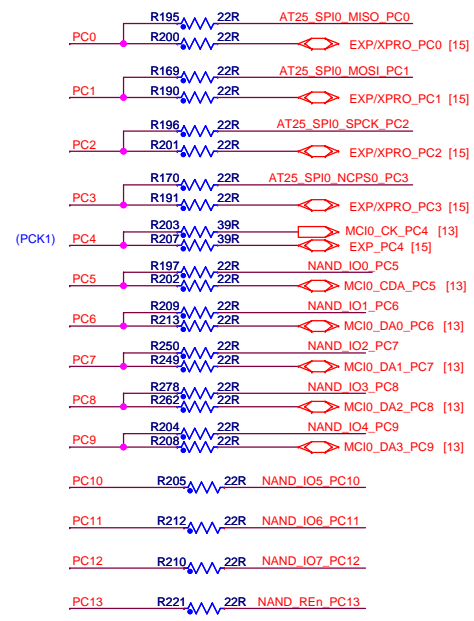 R195 22R AT25_SPI0_MISO_PC0
PC0 R200 22R EXP/XPRO_PC0 [15]
R169 22R AT25_SPI0_MOSI_PC1
PC1 R190 22R EXP/XPRO_PC1 [15]
R196 22R AT25_SPI0_SPCK_PC2
PC2 R201 22R EXP/XPRO_PC2 [15]
R170 22R AT25_SPI0_NCPS0_PC3
PC3 R191 22R EXP/XPRO_PC3 [15]
R203 39R MCI0_CK_PC4 [13]
(PCK1) PC4 R207 39R EXP_PC4 [15]
R197 22R NAND_IO0_PC5
PC5 R202 22R MCI0_CDA_PC5 [13]
R209 22R NAND_IO1_PC6
PC6 R213 22R MCI0_DA0_PC6 [13]
R250 22R NAND_IO2_PC7
PC7 R249 22R MCI0_DA1_PC7 [13]
R278 22R NAND_IO3_PC8
PC8 R262 22R MCI0_DA2_PC8 [13]
R204 22R NAND_IO4_PC9
PC9 R208 22R MCI0_DA3_PC9 [13]
PC10 R205 22R NAND_IO5_PC10
PC11 R212 22R NAND_IO6_PC11
PC12 R210 22R NAND_IO7_PC12
PC13 R221 22R NAND_REn_PC13